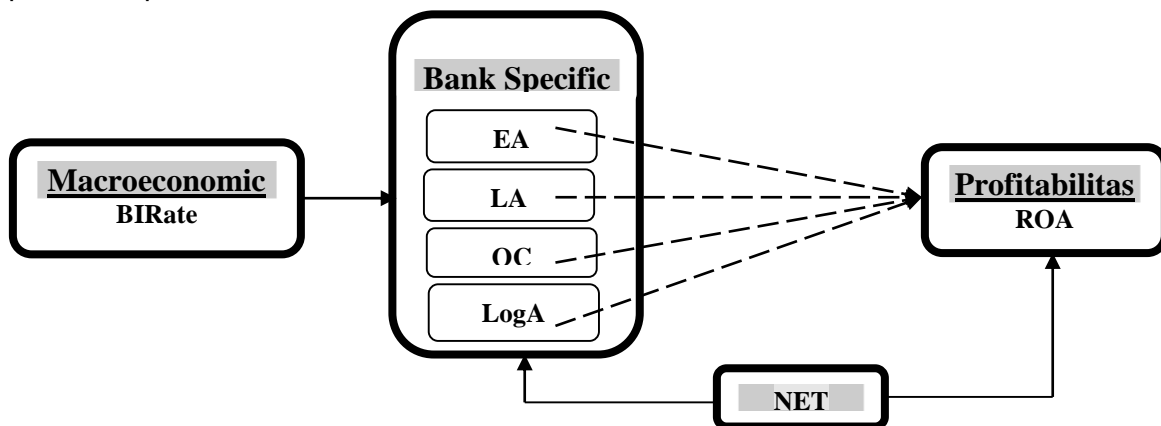 Bank Specific
EA
LA
OC
LogA
Macroeconomic
BIRate
Profitabilitas
ROA
NET